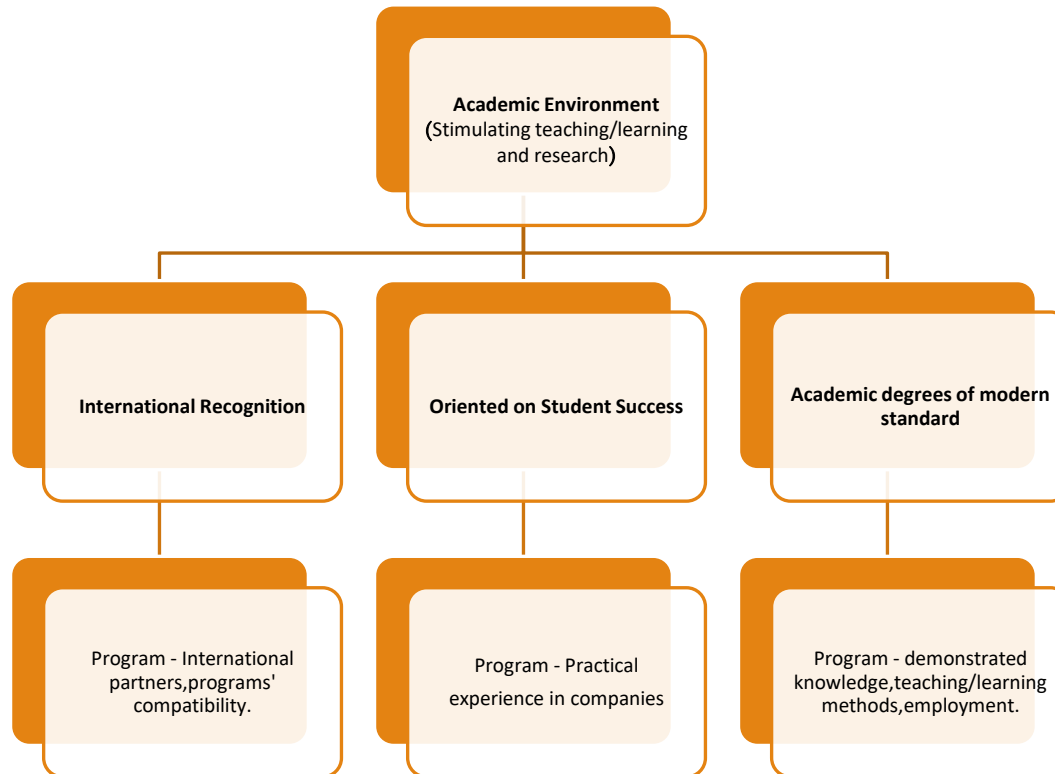 Academic Environment
(Stimulating teaching/learning
and research)
International Recognition
Oriented on Student Success
Academic degrees of modern
standard
Program - International
partners,programs'
compatibility.
Program - Practical
experience in companies
Program - demonstrated
knowledge,teaching/learning
methods,employment.